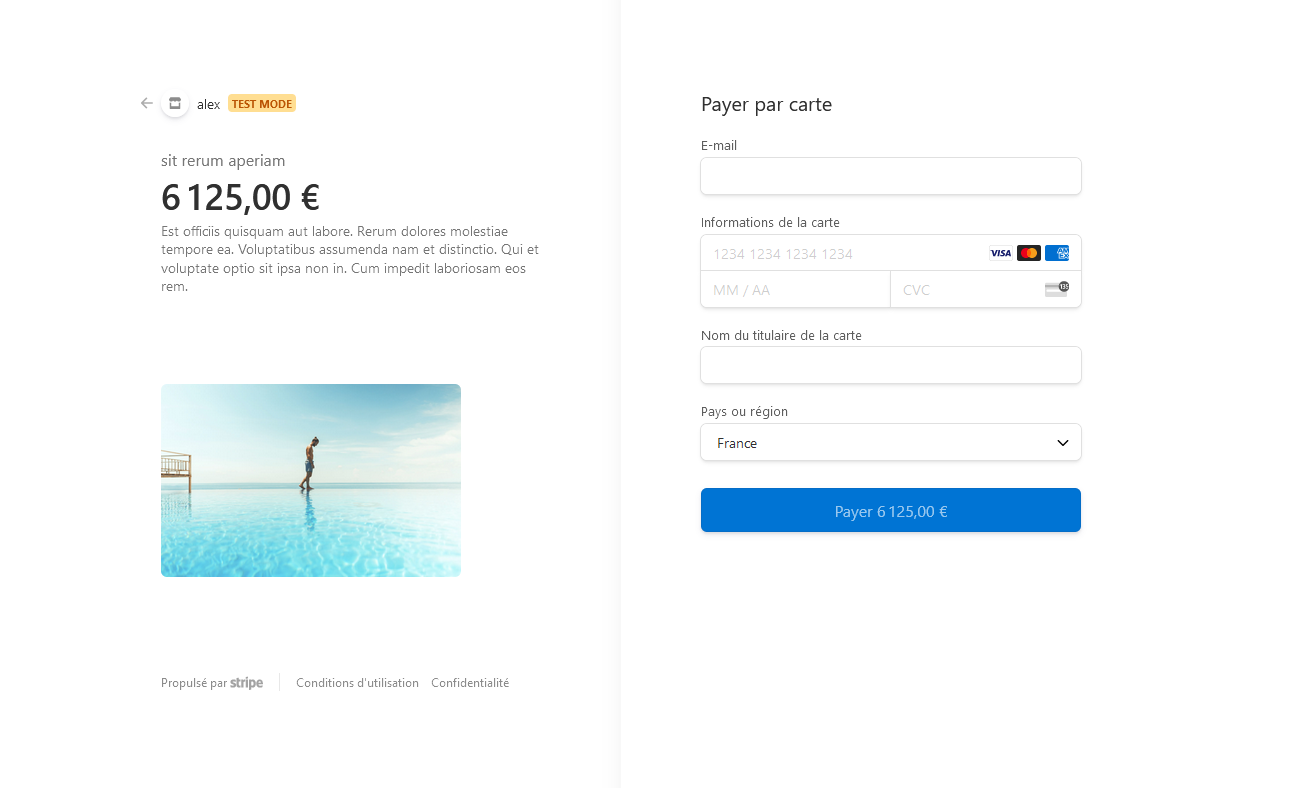 alex TEST MODE
sit rerum aperiam
6 125,00 €
Est officiis quisquam aut labore. Rerum dolores molestiae
tempore ea. Voluptatibus assumenda nam et distinctio. Qui et
voluptate optio sit ipsa non in. Cum impedit laboriosam eos
rem.
Propulsé par stripe
Conditions d'utilisation Confidentialité
Payer par carte
E-mail
Informations de la carte
1234 1234 1234 1234 VISA AMEX
MM / AA CVC 135
Nom du titulaire de la carte
Pays ou région
France
Payer 6 125,00 €